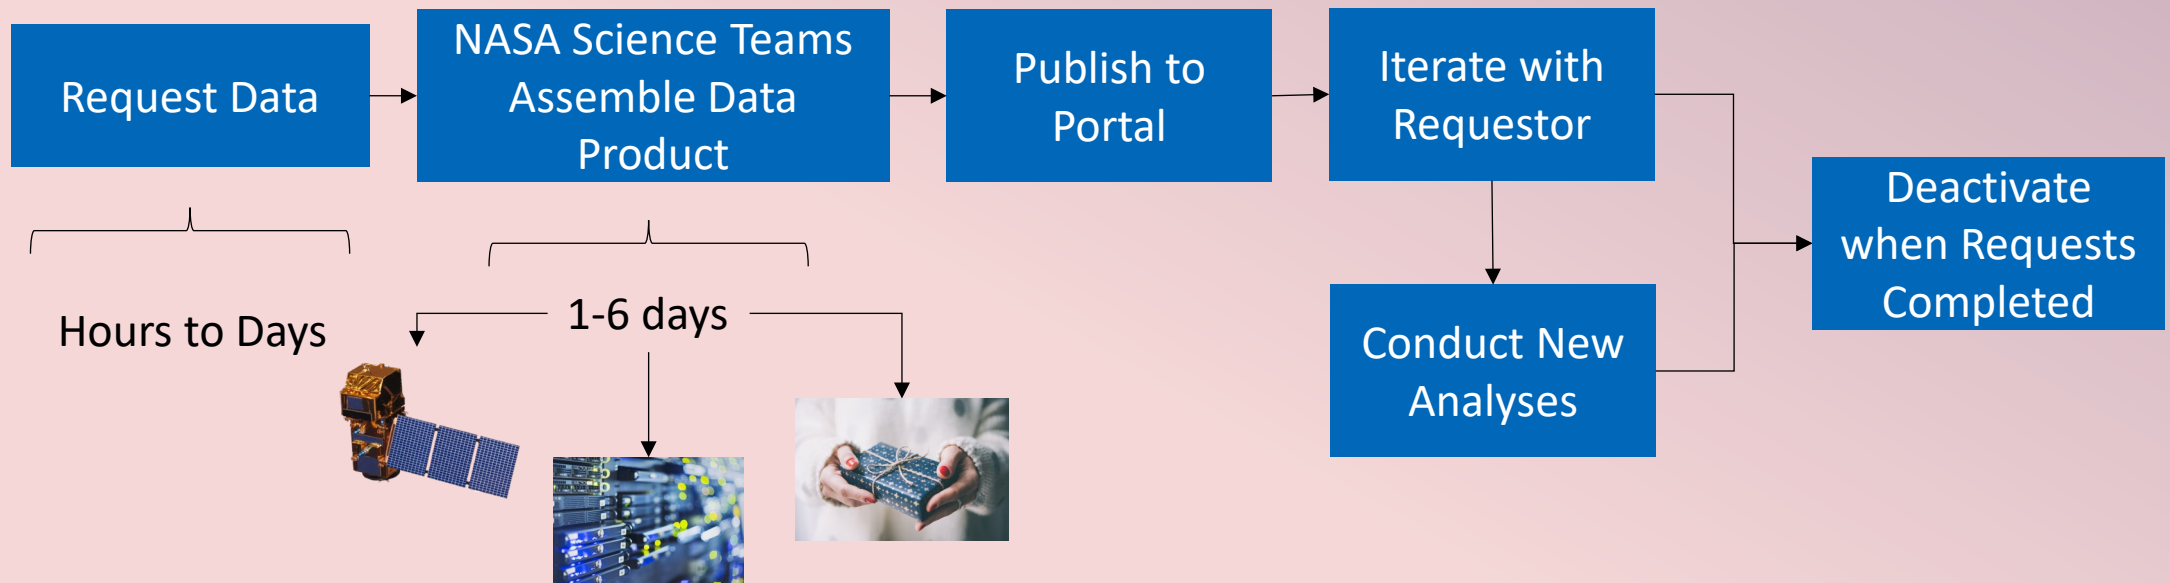 Request Data
NASA Science Teams
Assemble Data
Product
Publish to
Portal
Iterate with
Requestor
Deactivate
when Requests
Completed
Hours to Days
1-6 days
Conduct New
Analyses